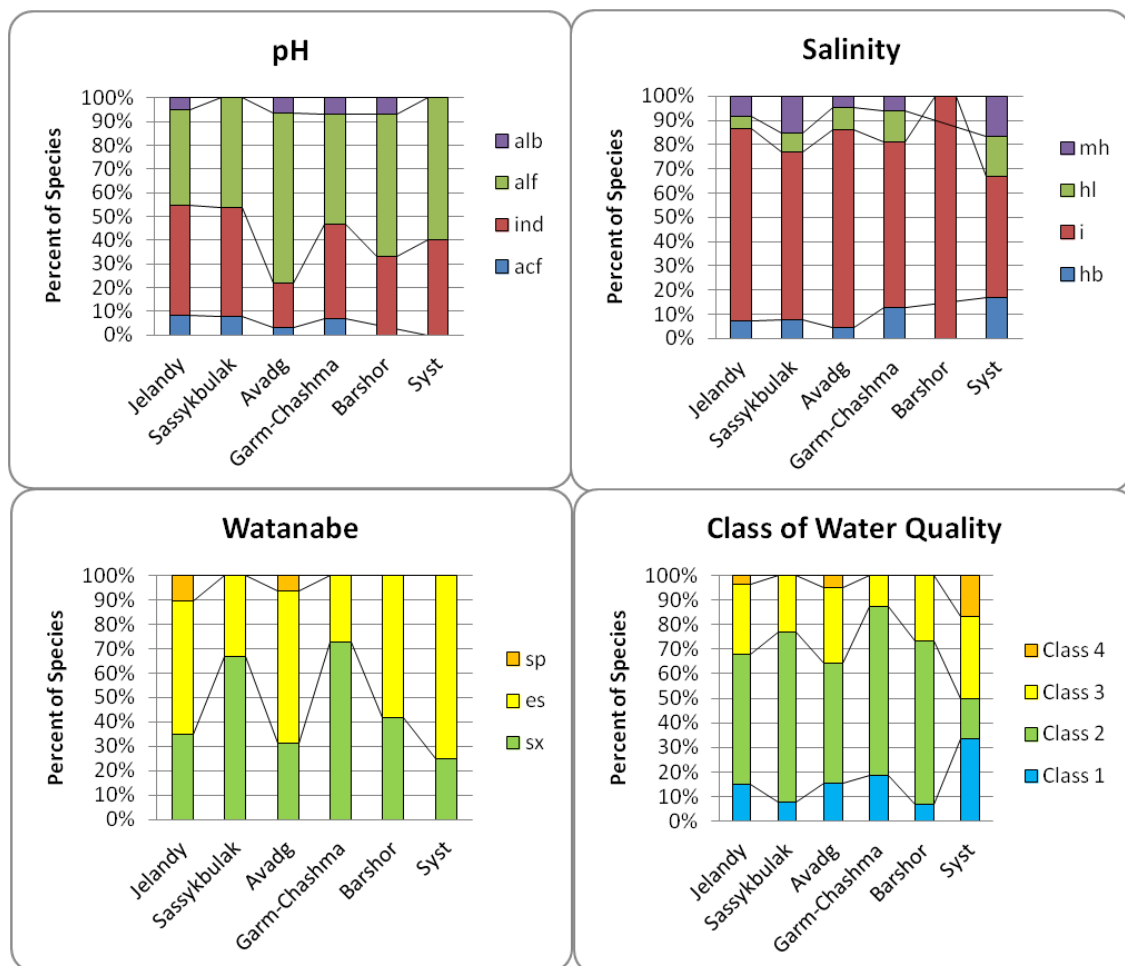 pH
Percent of Species
100%
90%
80%
70%
60%
50%
40%
30%
20%
10%
0%
Jelandy
Sassykbulak
Avadg
Garm-Chashma
Barshor
Syst
alb
alf
ind
acf
Salinity
Percent of Species
100%
90%
80%
70%
60%
50%
40%
30%
20%
10%
0%
Jelandy
Sassykbulak
Avadg
Garm-Chashma
Barshor
Syst
mh
hl
i
hb
Watanabe
Percent of Species
100%
90%
80%
70%
60%
50%
40%
30%
20%
10%
0%
Jelandy
Sassykbulak
Avadg
Garm-Chashma
Barshor
Syst
sp
es
sx
Class of Water Quality
Percent of Species
100%
90%
80%
70%
60%
50%
40%
30%
20%
10%
0%
Jelandy
Sassykbulak
Avadg
Garm-Chashma
Barshor
Syst
Class 4
Class 3
Class 2
Class 1